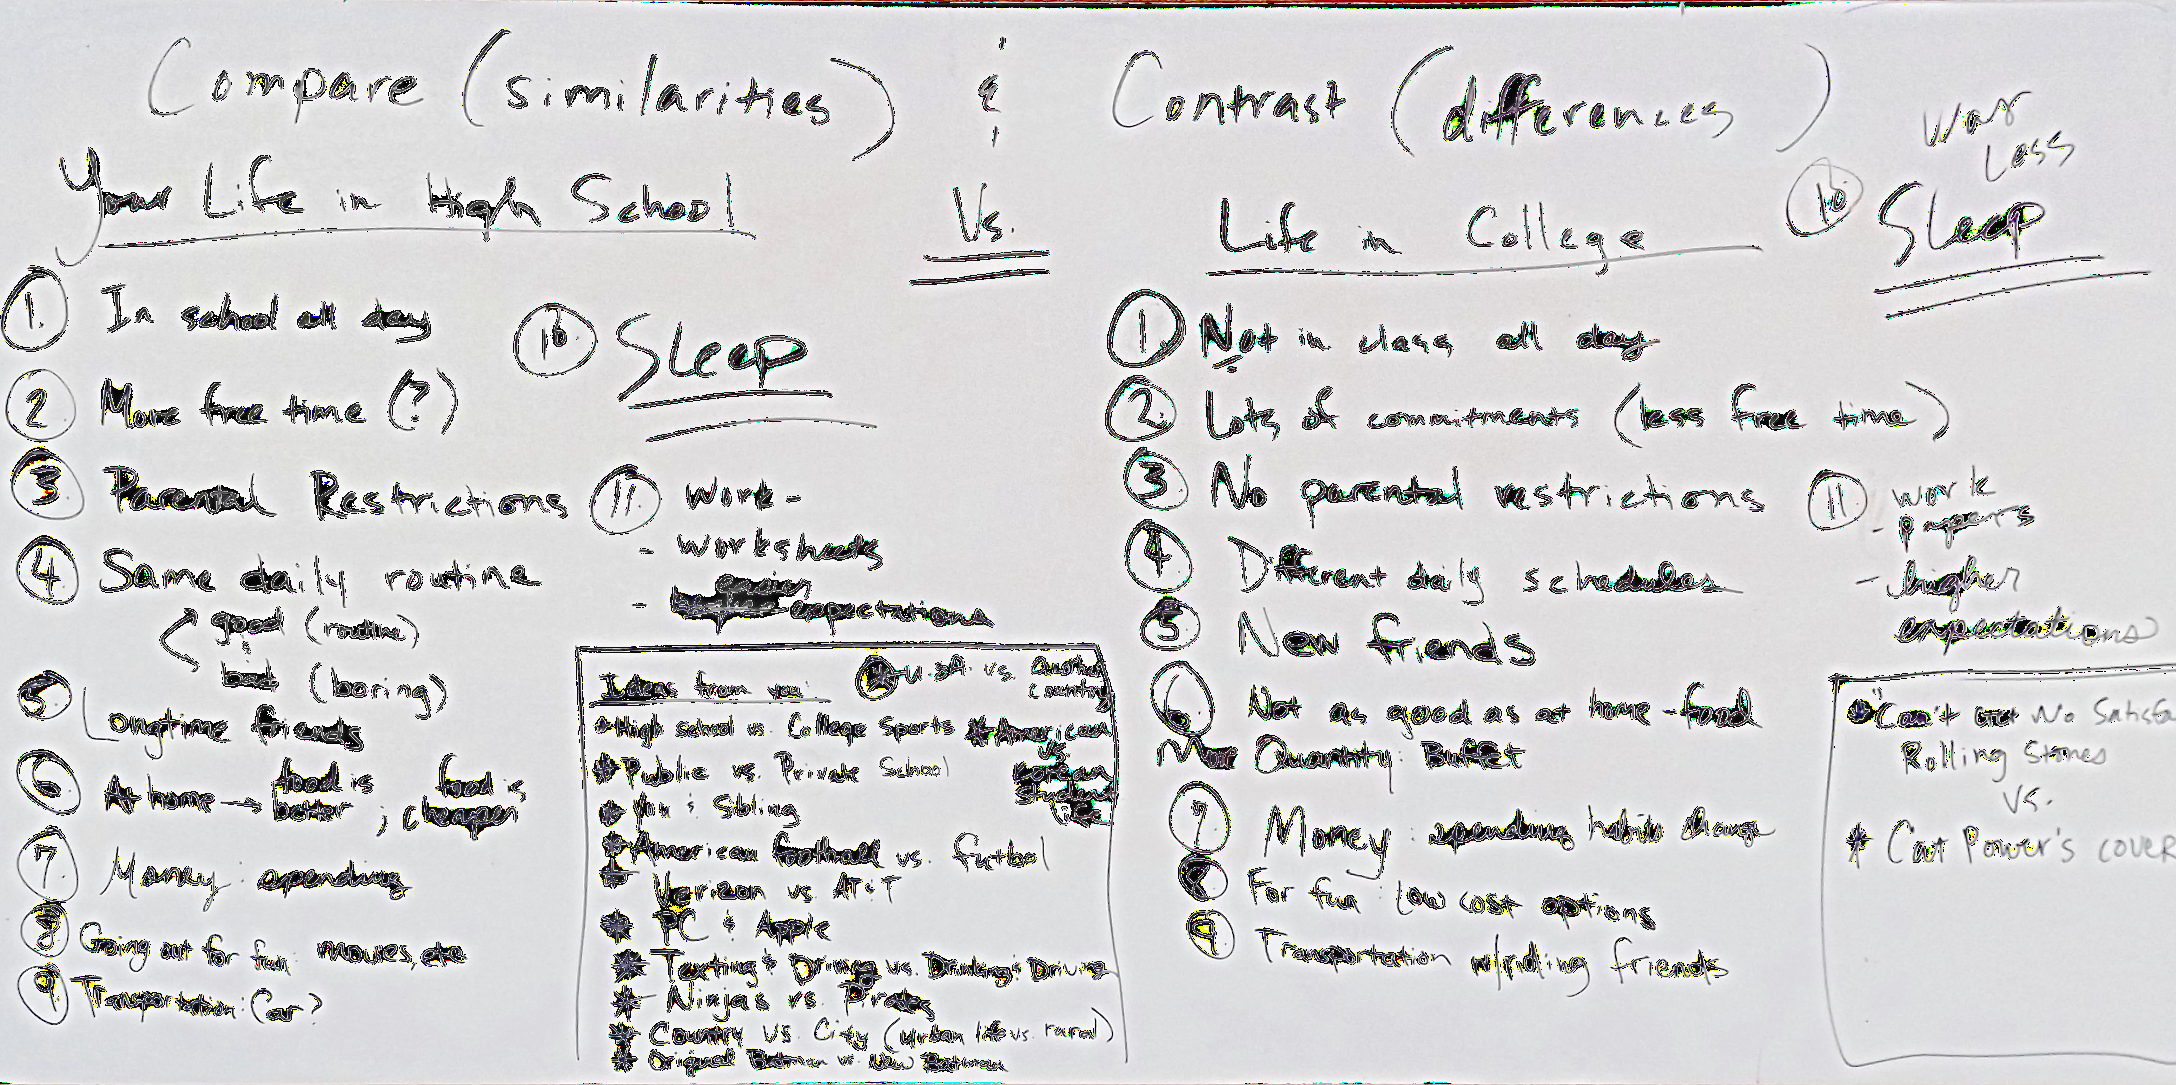 Compare (similarities) & Contrast (differences)
Your Life in High School
Vs.
Life in College
① In school all day
② More free time (?)
③ Parental Restrictions
④ Same daily routine
good (routine)
bad (boring)
⑤ Longtime friends
⑥ At home → food is better ; food is cheaper
⑦ Money: spending
⑧ Going out for fun: movies, etc
⑨ Transportation: Car?
⑩ Sleep
⑪ Work -
- worksheets
- easier expectations
Ideas from you:
* U.S.A. vs. Another Country
* High school vs. College Sports
* American vs Korean Student
* Public vs. Private School
* You & Sibling
* American football vs. futbol
* Verizon vs. AT&T
* PC & Apple
* Texting & Driving vs. Drinking & Driving
* Ninjas vs. Pirates
* Country vs. City (urban life vs. rural)
* Original Batman vs. New Batman
① Not in class all day
② Lots of commitments (less free time)
③ No parental restrictions
④ Different daily schedules
⑤ New friends
⑥ Not as good as at home - food
More Quantity: Buffet
⑦ Money: spending habits change
⑧ For fun: low cost options
⑨ Transportation w/riding friends
Way Less
⑩ Sleep
⑪ work
- papers
- higher expectations
* "Can't Get No Satisfa
Rolling Stones
vs.
* Cat Power's cover